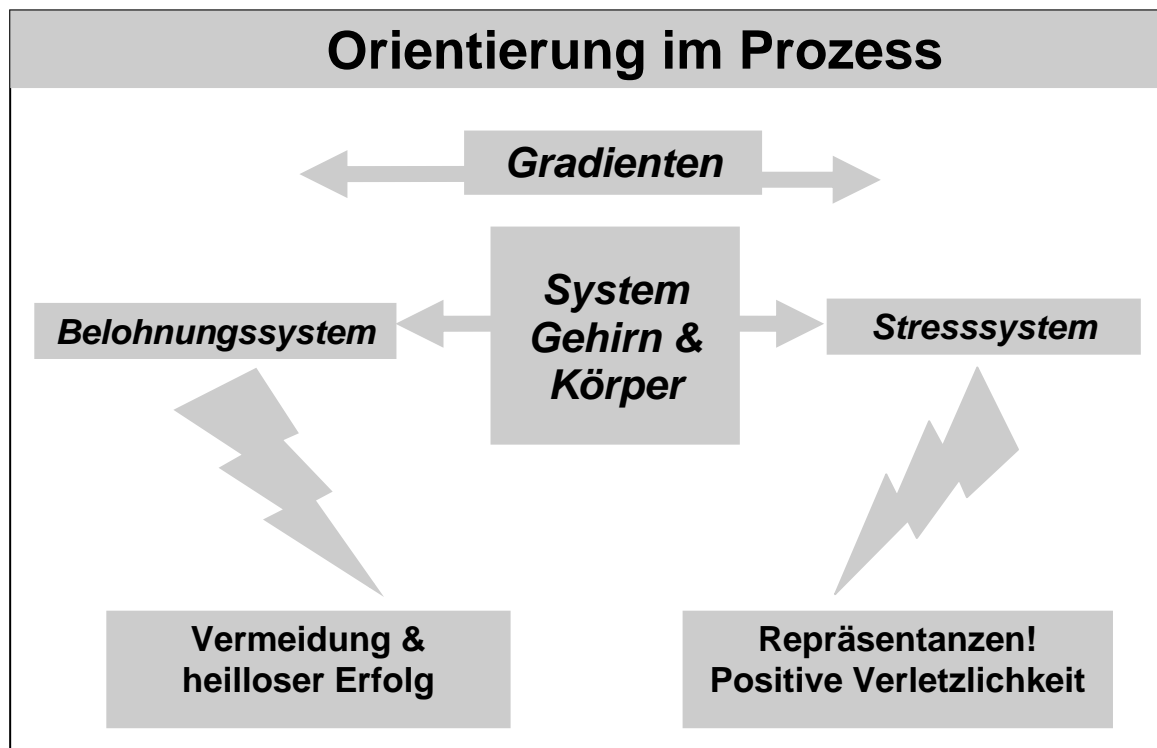 Orientierung im Prozess
Gradienten
System
Gehirn &
Körper
Belohnungssystem
Stresssystem
Vermeidung &
heilloser Erfolg
Repräsentanzen!
Positive Verletzlichkeit